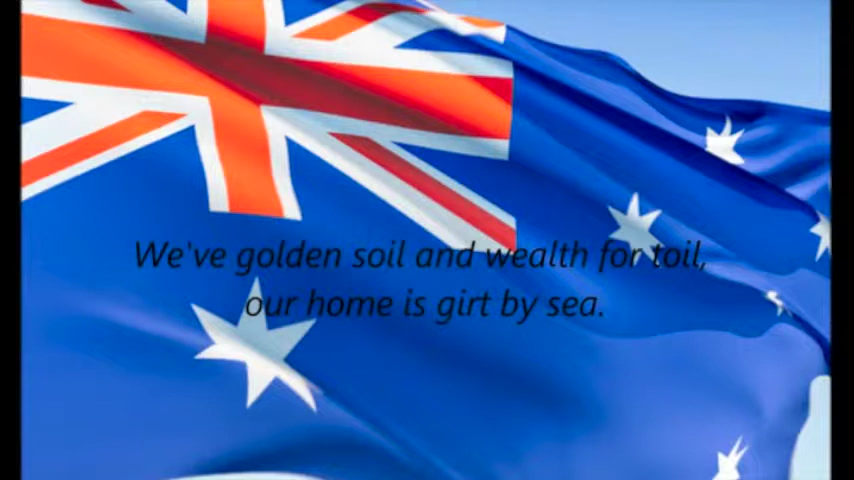 We've golden soil and wealth for toil,
our home is girt by sea.